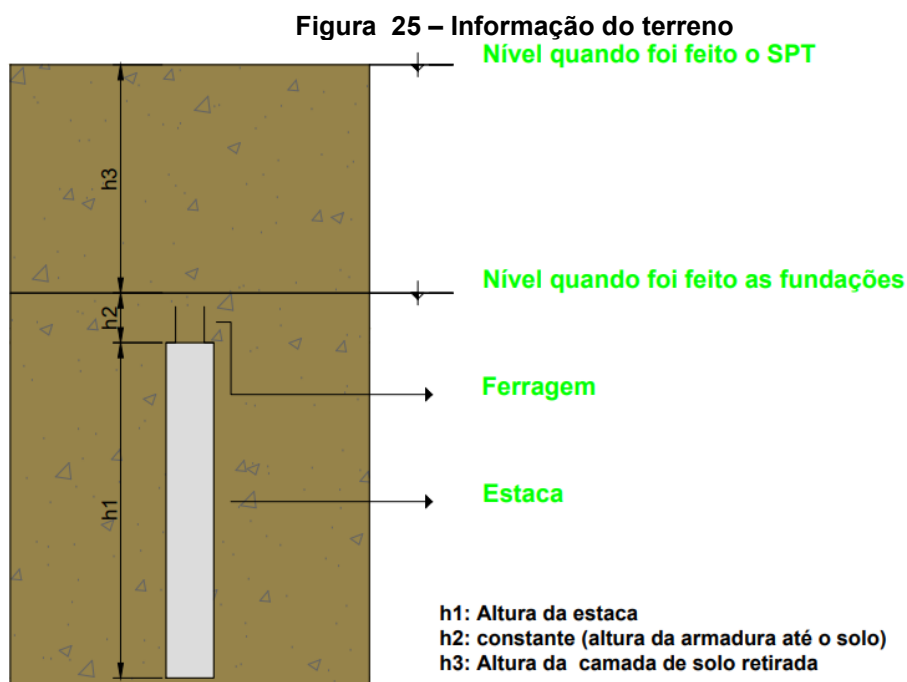 Figura 25 – Informação do terreno
Nível quando foi feito o SPT
h3
Nível quando foi feito as fundações
h2
Ferragem
Estaca
h1
h1: Altura da estaca
h2: constante (altura da armadura até o solo)
h3: Altura da camada de solo retirada